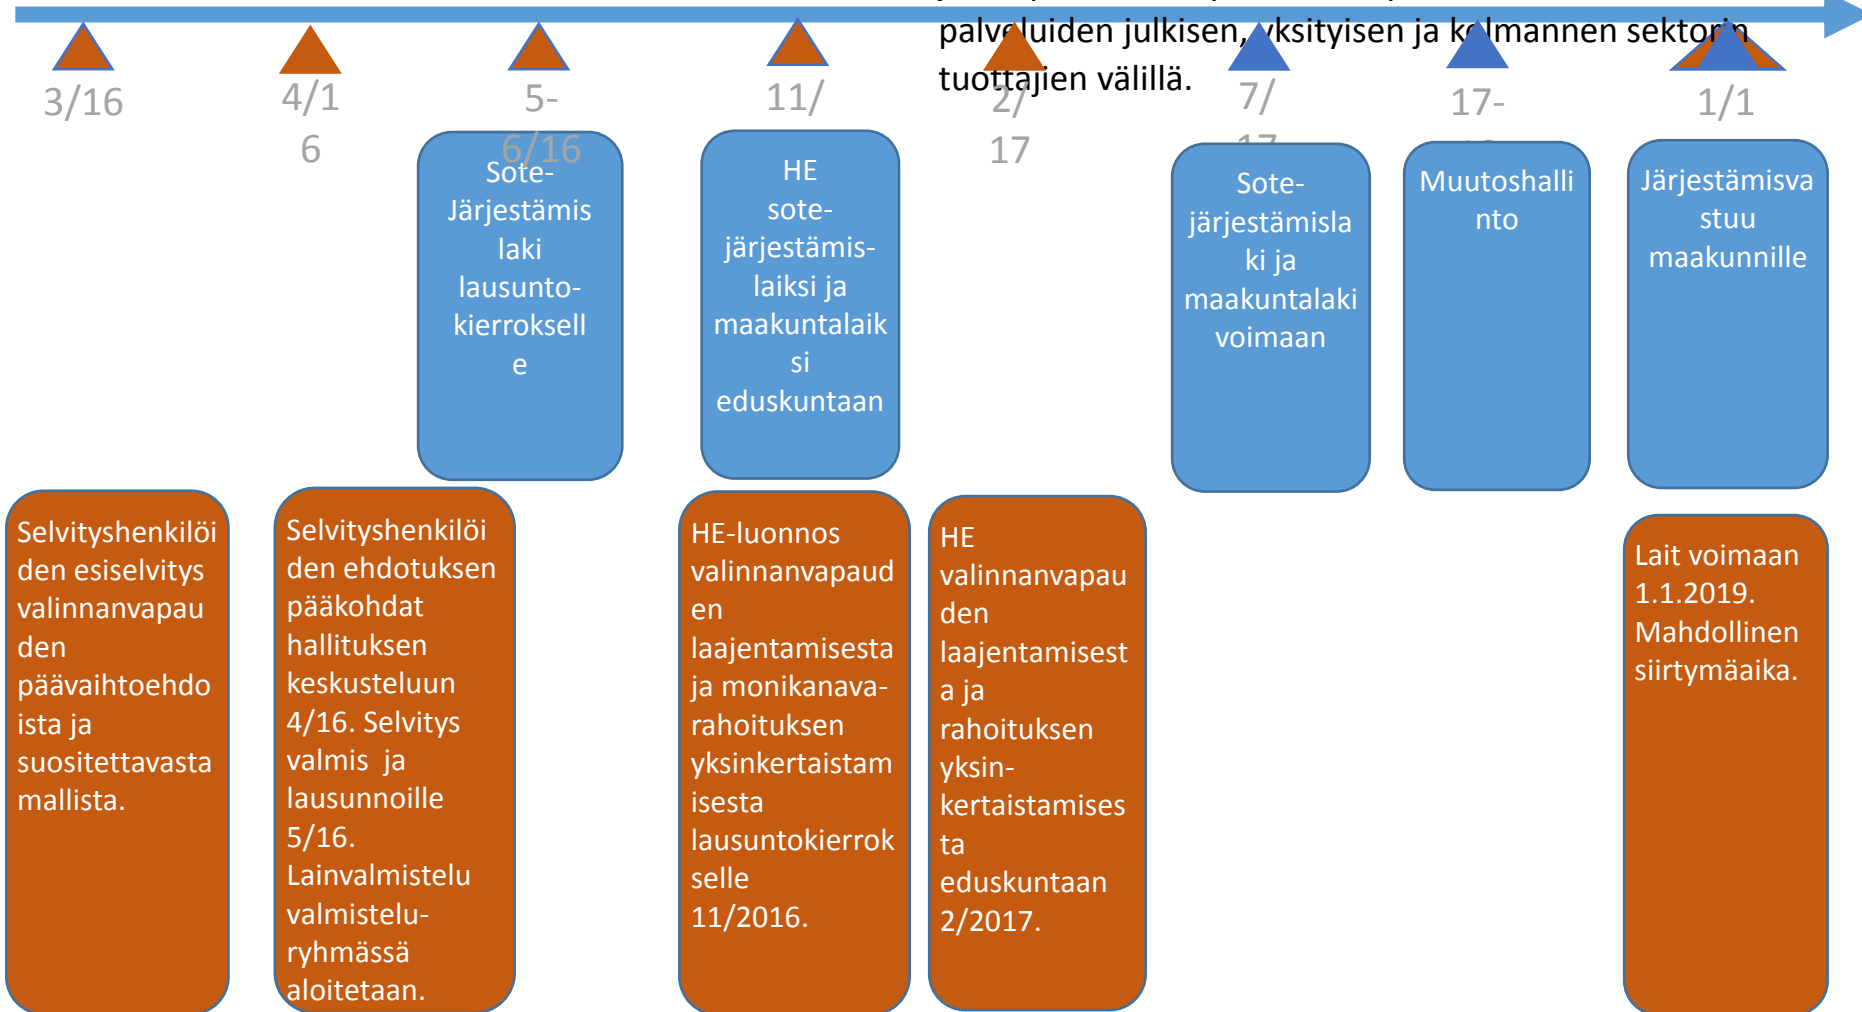 palveluiden julkisen, yksityisen ja kolmannen sektorin
tuottajien välillä.
3/16
4/1
6
5-
6/16
11/
2/
17
7/
17
17-
1/1
Sote-
Järjestämis
laki
lausunto-
kierroksell
e
HE
sote-
järjestämis-
laiksi ja
maakuntalaik
si
eduskuntaan
Sote-
järjestämisla
ki ja
maakuntalaki
voimaan
Muutoshalli
nto
Järjestämisva
stuu
maakunnille
Selvityshenkilöi
den esiselvitys
valinnanvapau
den
päävaihtoehdo
ista ja
suositettavasta
mallista.
Selvityshenkilöi
den ehdotuksen
pääkohdat
hallituksen
keskusteluun
4/16. Selvitys
valmis ja
lausunnoille
5/16.
Lainvalmistelu
valmistelu-
ryhmässä
aloitetaan.
HE-luonnos
valinnanvapaud
en
laajentamisesta
ja monikanava-
rahoituksen
yksinkertaistam
isesta
lausuntokierrok
selle
11/2016.
HE
valinnanvapau
den
laajentamisest
a ja
rahoituksen
yksin-
kertaistamises
ta
eduskuntaan
2/2017.
Lait voimaan
1.1.2019.
Mahdollinen
siirtymäaika.